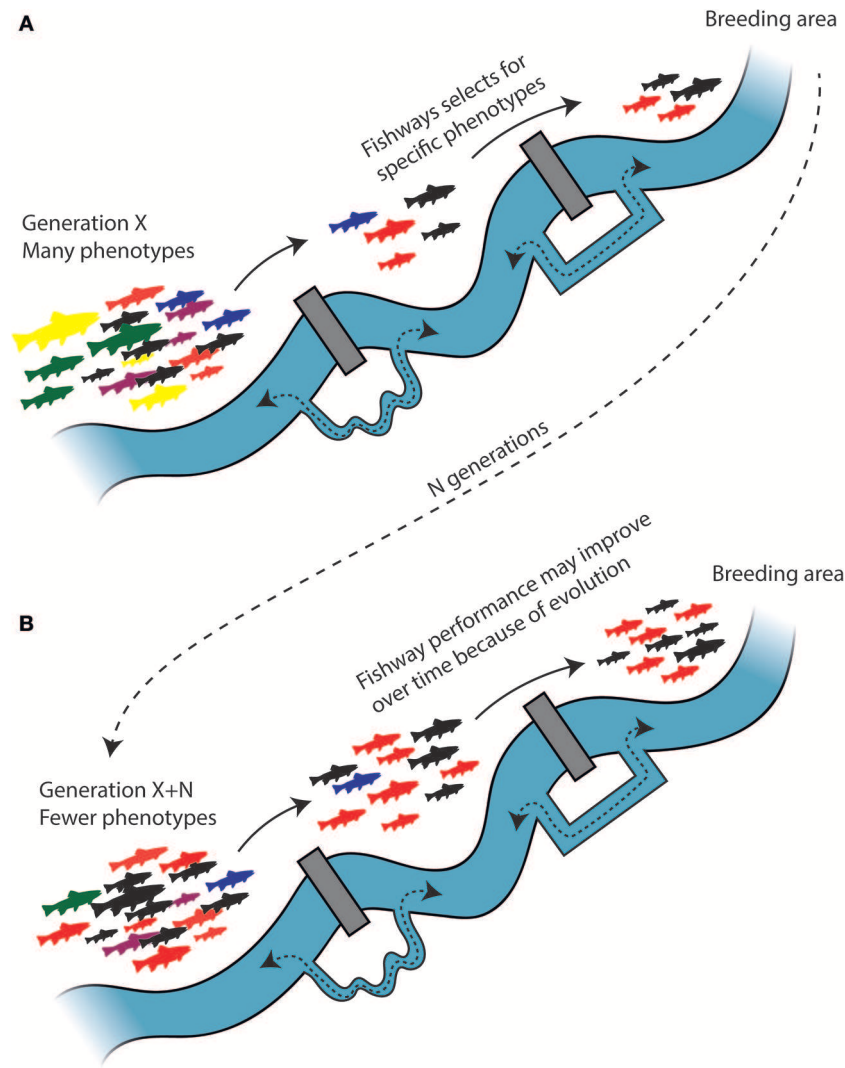 A
Breeding area
Fishways selects for
specific phenotypes
Generation X
Many phenotypes
N generations
B
Fishway performance may improve
over time because of evolution
Breeding area
Generation X+N
Fewer phenotypes